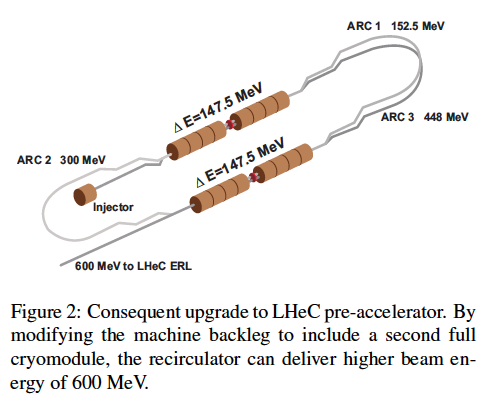 ARC 1 152.5 MeV
Δ E=147.5 MeV
ARC 3 448 MeV
ARC 2 300 MeV
Δ E=147.5 MeV
Injector
600 MeV to LHeC ERL
Figure 2: Consequent upgrade to LHeC pre-accelerator. By
modifying the machine backleg to include a second full
cryomodule, the recirculator can deliver higher beam en-
ergy of 600 MeV.